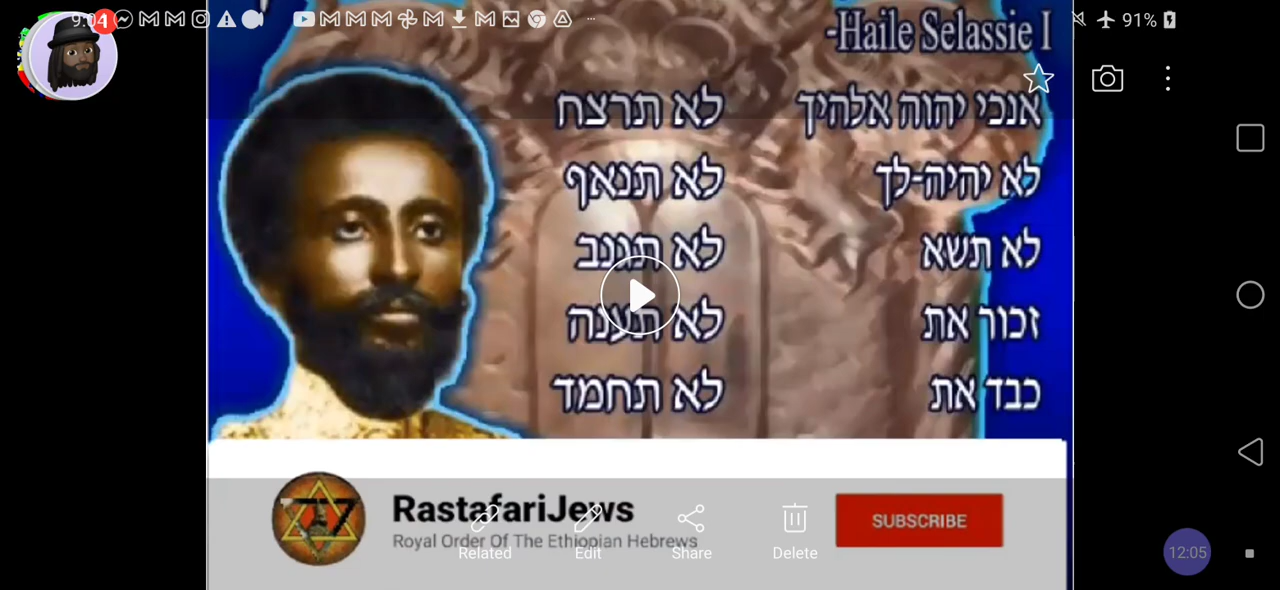 9:04
91%
-Haile Selassie I
אנכי יהוה אלהיך
לא יהיה-לך
לא תשא
זכור את
כבד את
לא תרצח
לא תנאף
לא תגנב
לא תענה
לא תחמד
RastafariJews
Royal Order Of The Ethiopian Hebrews
SUBSCRIBE
Related
Edit
Share
Delete
12:05